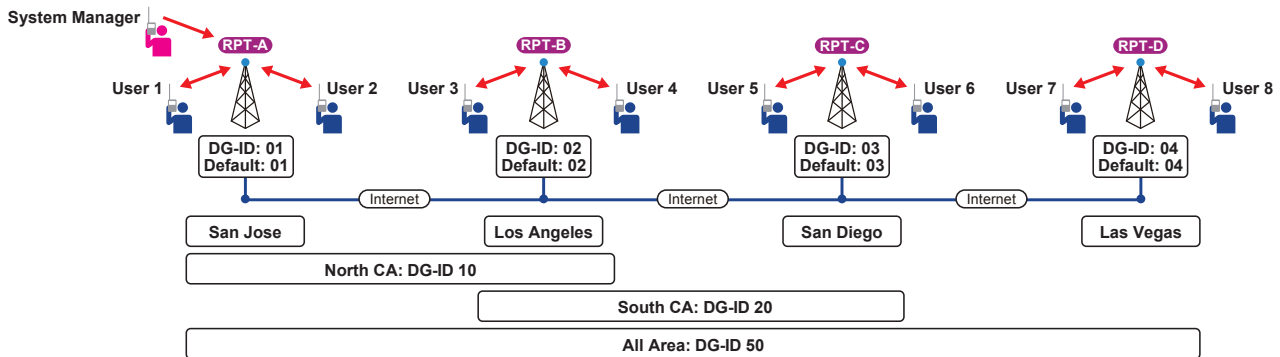 System Manager
RPT-A
RPT-B
RPT-C
RPT-D
User 1
User 2
User 3
User 4
User 5
User 6
User 7
User 8
DG-ID: 01
Default: 01
DG-ID: 02
Default: 02
DG-ID: 03
Default: 03
DG-ID: 04
Default: 04
Internet
Internet
Internet
San Jose
Los Angeles
San Diego
Las Vegas
North CA: DG-ID 10
South CA: DG-ID 20
All Area: DG-ID 50